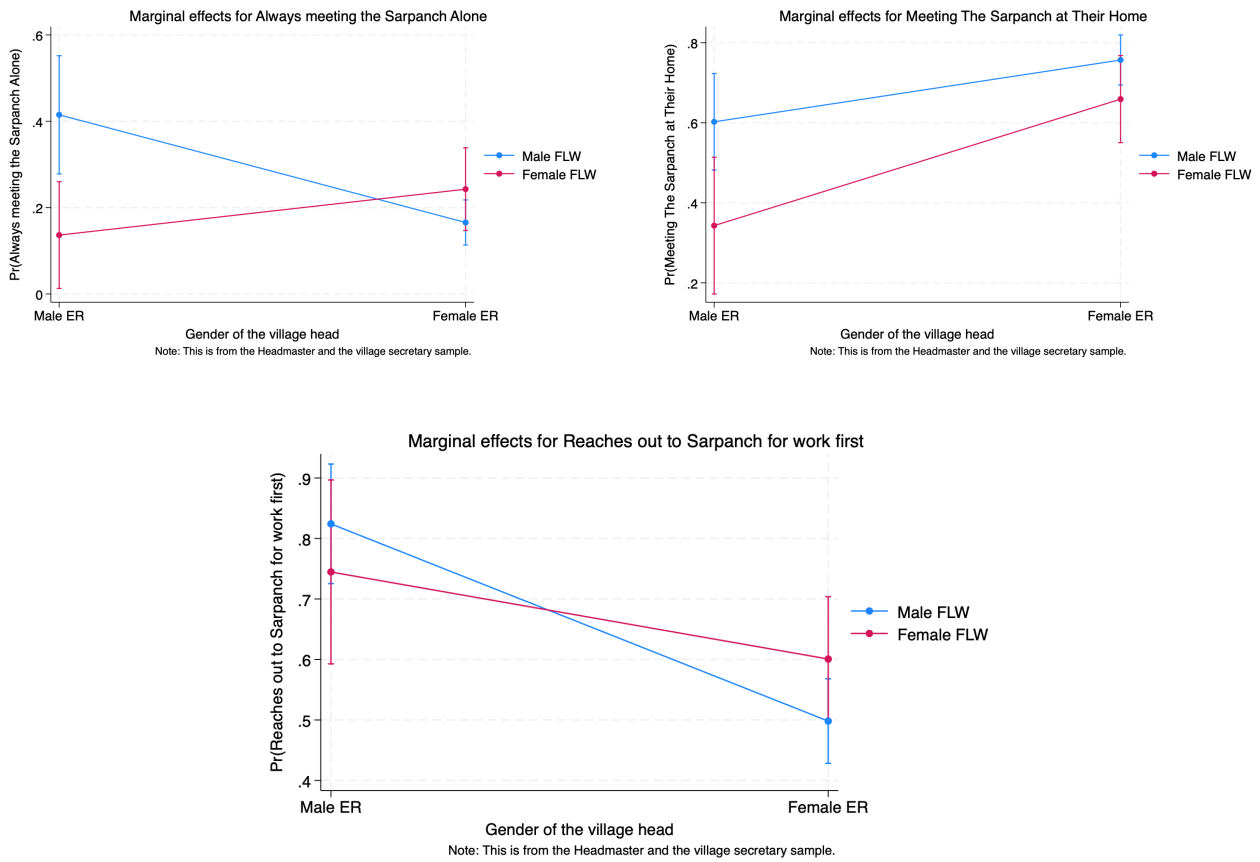 Marginal effects for Always meeting the Sarpanch Alone
Pr(Always meeting the Sarpanch Alone)
.6
.4
.2
0
Male ER
Female ER
Gender of the village head
Note: This is from the Headmaster and the village secretary sample.
Male FLW
Female FLW
Marginal effects for Meeting The Sarpanch at Their Home
Pr(Meeting The Sarpanch at Their Home)
.8
.6
.4
.2
Male ER
Female ER
Gender of the village head
Note: This is from the Headmaster and the village secretary sample.
Male FLW
Female FLW
Marginal effects for Reaches out to Sarpanch for work first
Pr(Reaches out to Sarpanch for work first)
.9
.8
.7
.6
.5
.4
Male ER
Female ER
Gender of the village head
Note: This is from the Headmaster and the village secretary sample.
Male FLW
Female FLW